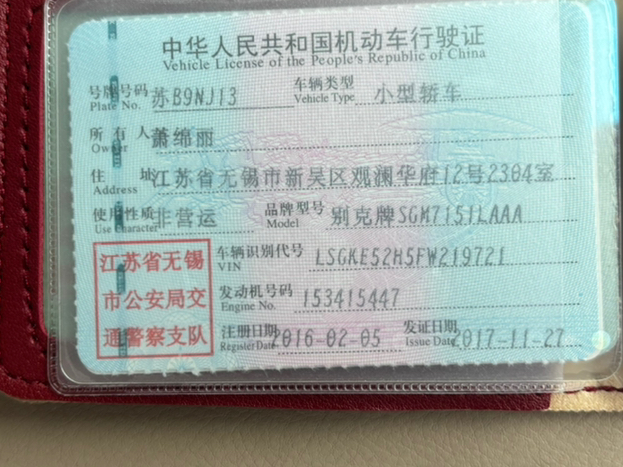 中华人民共和国机动车行驶证
Vehicle License of the People's Republic of China
号牌号码 苏B9NJ13 车辆类型 小型轿车
Plate No. Vehicle Type
所有人 萧绵丽
Owner
住址 江苏省无锡市新吴区观澜华府12号2304室
Address
使用性质 非营运 品牌型号 别克牌SGM7151LAAA
Use Character Model
江苏省无锡 车辆识别代号 LSGKE52H5FW219721
VIN
市公安局交 发动机号码 153415447
Engine No.
通警察支队 注册日期 2016-02-05 发证日期 2017-11-27
Register Date Issue Date